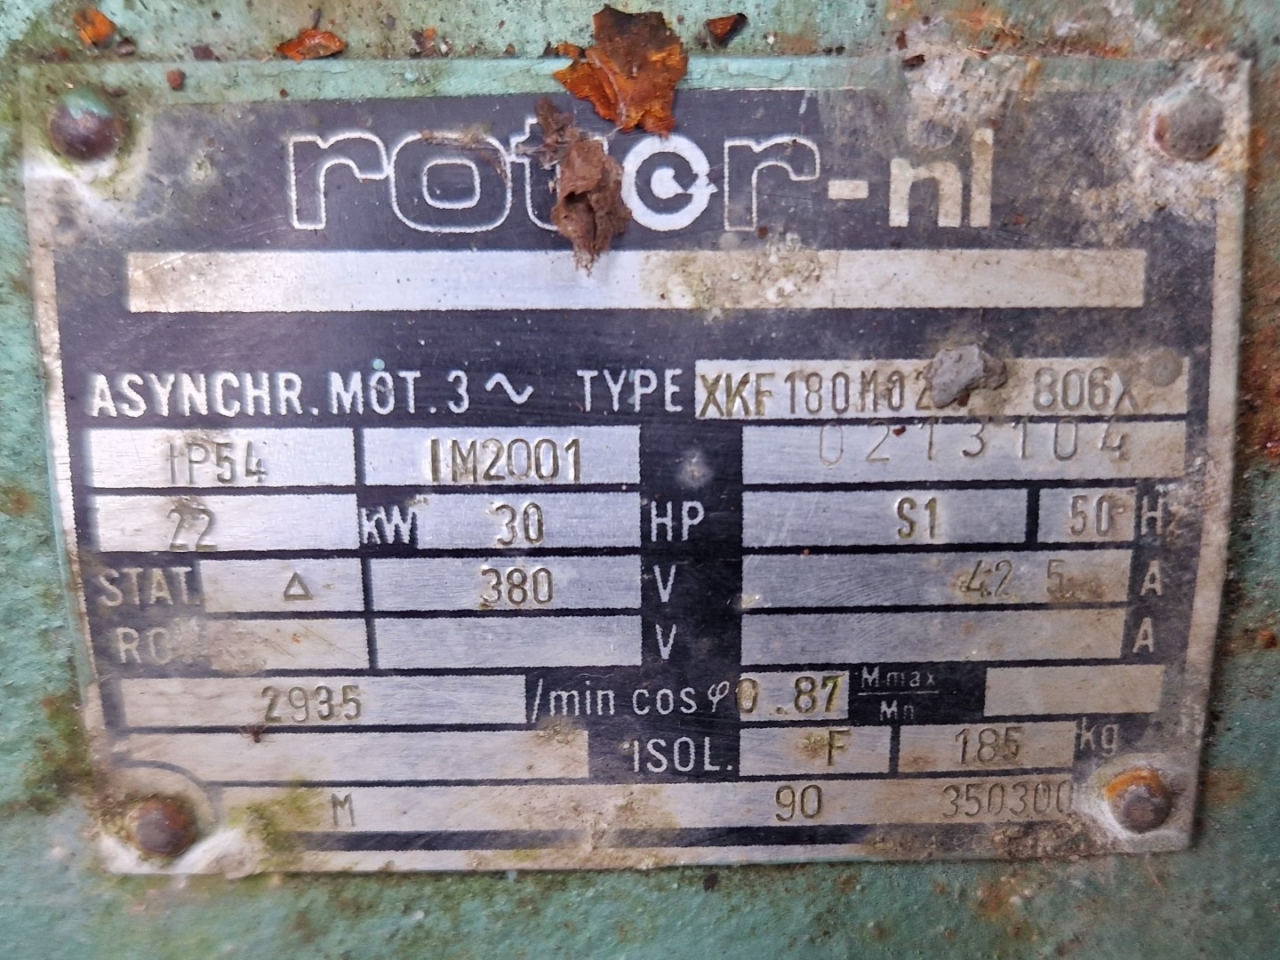 rotor-nl
ASYNCHR. MOT. 3 ~ TYPE XKF180M02 806X
IP54 IM2001 0213104
22 kW 30 HP S1 50 Hz
STAT Δ 380 V 42 5 A
ROT V A
2935 /min cos φ 0.87 Mmax/Mn
ISOL. F 185 kg
M 90 350300